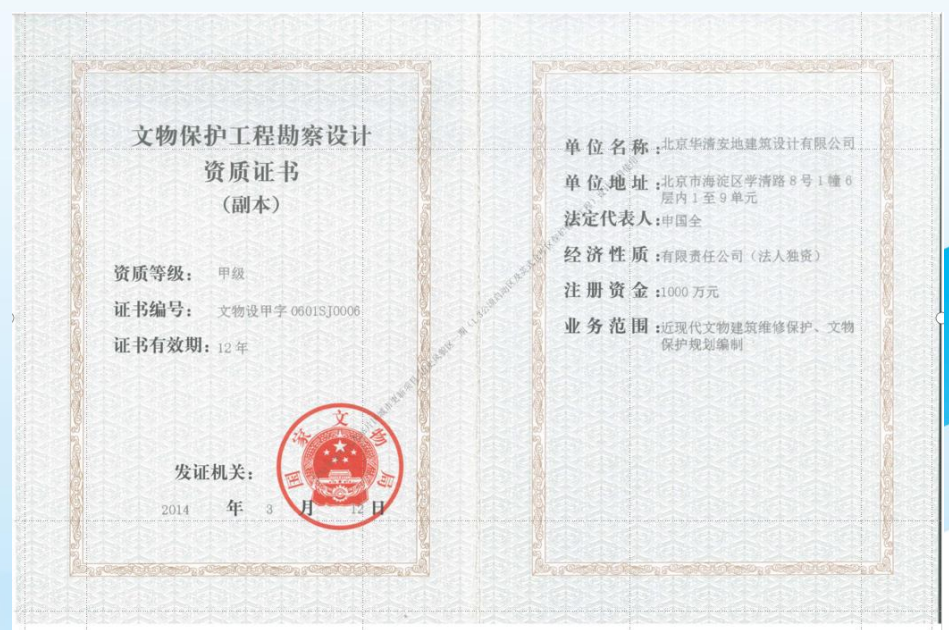 文物保护工程勘察设计
资质证书
（副本）
资质等级： 甲级
证书编号： 文物设甲字 0601SJ0006
证书有效期： 12 年
发证机关：
国家文物局
2014 年 3 月 12 日
单位名称：北京华清安地建筑设计有限公司
单位地址：北京市海淀区学清路 8 号 1 幢 6
层内 1 至 9 单元
法定代表人：申国全
经济性质：有限责任公司（法人独资）
注册资金：1000 万元
业务范围：近现代文物建筑维修保护、文物
保护规划编制